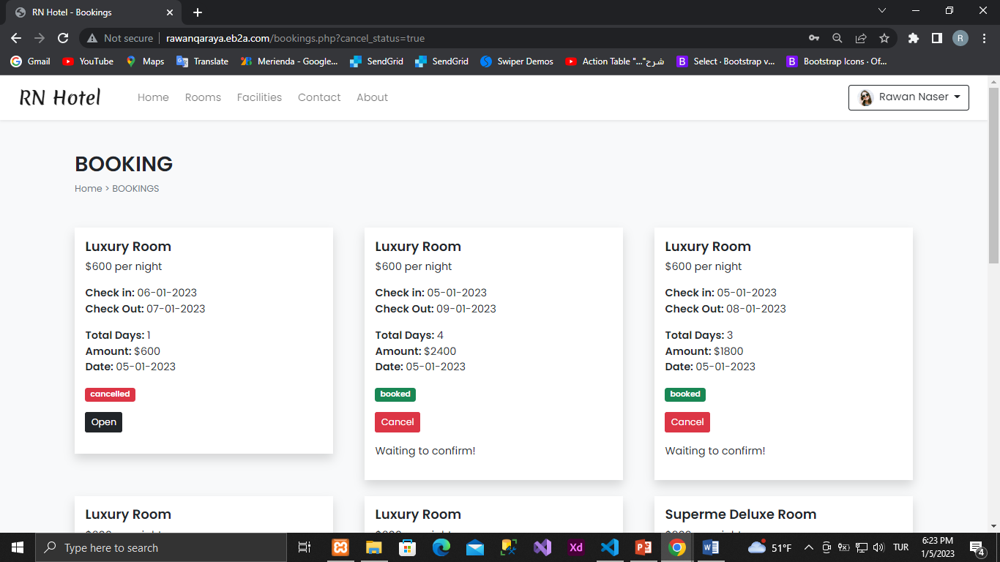 RN Hotel - Bookings
Not secure rawanqaraya.eb2a.com/bookings.php?cancel_status=true R
Gmail YouTube Maps Translate Merienda - Google... SendGrid SendGrid Swiper Demos Action Table "..."شرح B Select · Bootstrap v... B Bootstrap Icons · Of...
RN Hotel Home Rooms Facilities Contact About Rawan Naser
BOOKING
Home > BOOKINGS
Luxury Room
$600 per night
Check in: 06-01-2023
Check Out: 07-01-2023
Total Days: 1
Amount: $600
Date: 05-01-2023
cancelled
Open
Luxury Room
$600 per night
Check in: 05-01-2023
Check Out: 09-01-2023
Total Days: 4
Amount: $2400
Date: 05-01-2023
booked
Cancel
Waiting to confirm!
Luxury Room
$600 per night
Check in: 05-01-2023
Check Out: 08-01-2023
Total Days: 3
Amount: $1800
Date: 05-01-2023
booked
Cancel
Waiting to confirm!
Luxury Room
Luxury Room
Superme Deluxe Room
Type here to search
Xd
51°F
TUR
6:23 PM
1/5/2023
4